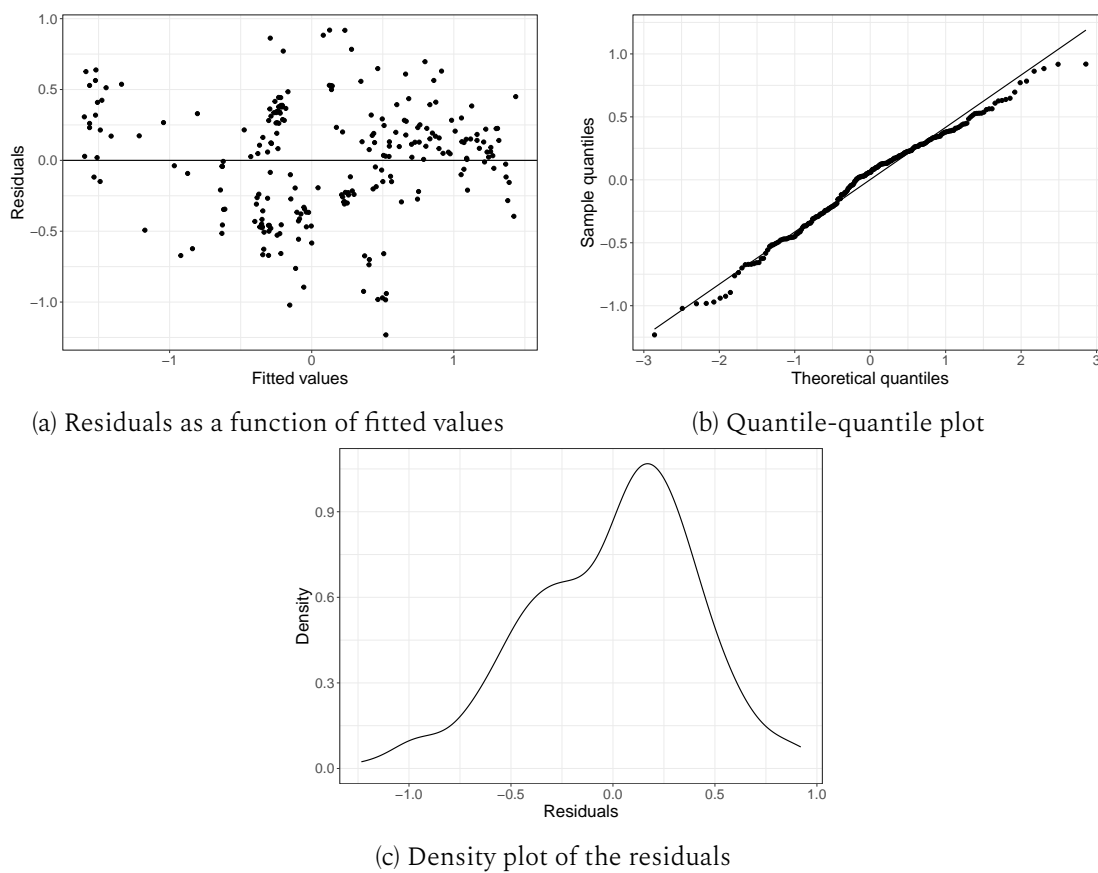 1.0
0.5
0.0
−0.5
−1.0
Residuals
−1 0 1
Fitted values
(a) Residuals as a function of fitted values
1.0
0.5
0.0
−0.5
−1.0
Sample quantiles
−3 −2 −1 0 1 2 3
Theoretical quantiles
(b) Quantile-quantile plot
0.9
0.6
0.3
0.0
Density
−1.0 −0.5 0.0 0.5 1.0
Residuals
(c) Density plot of the residuals